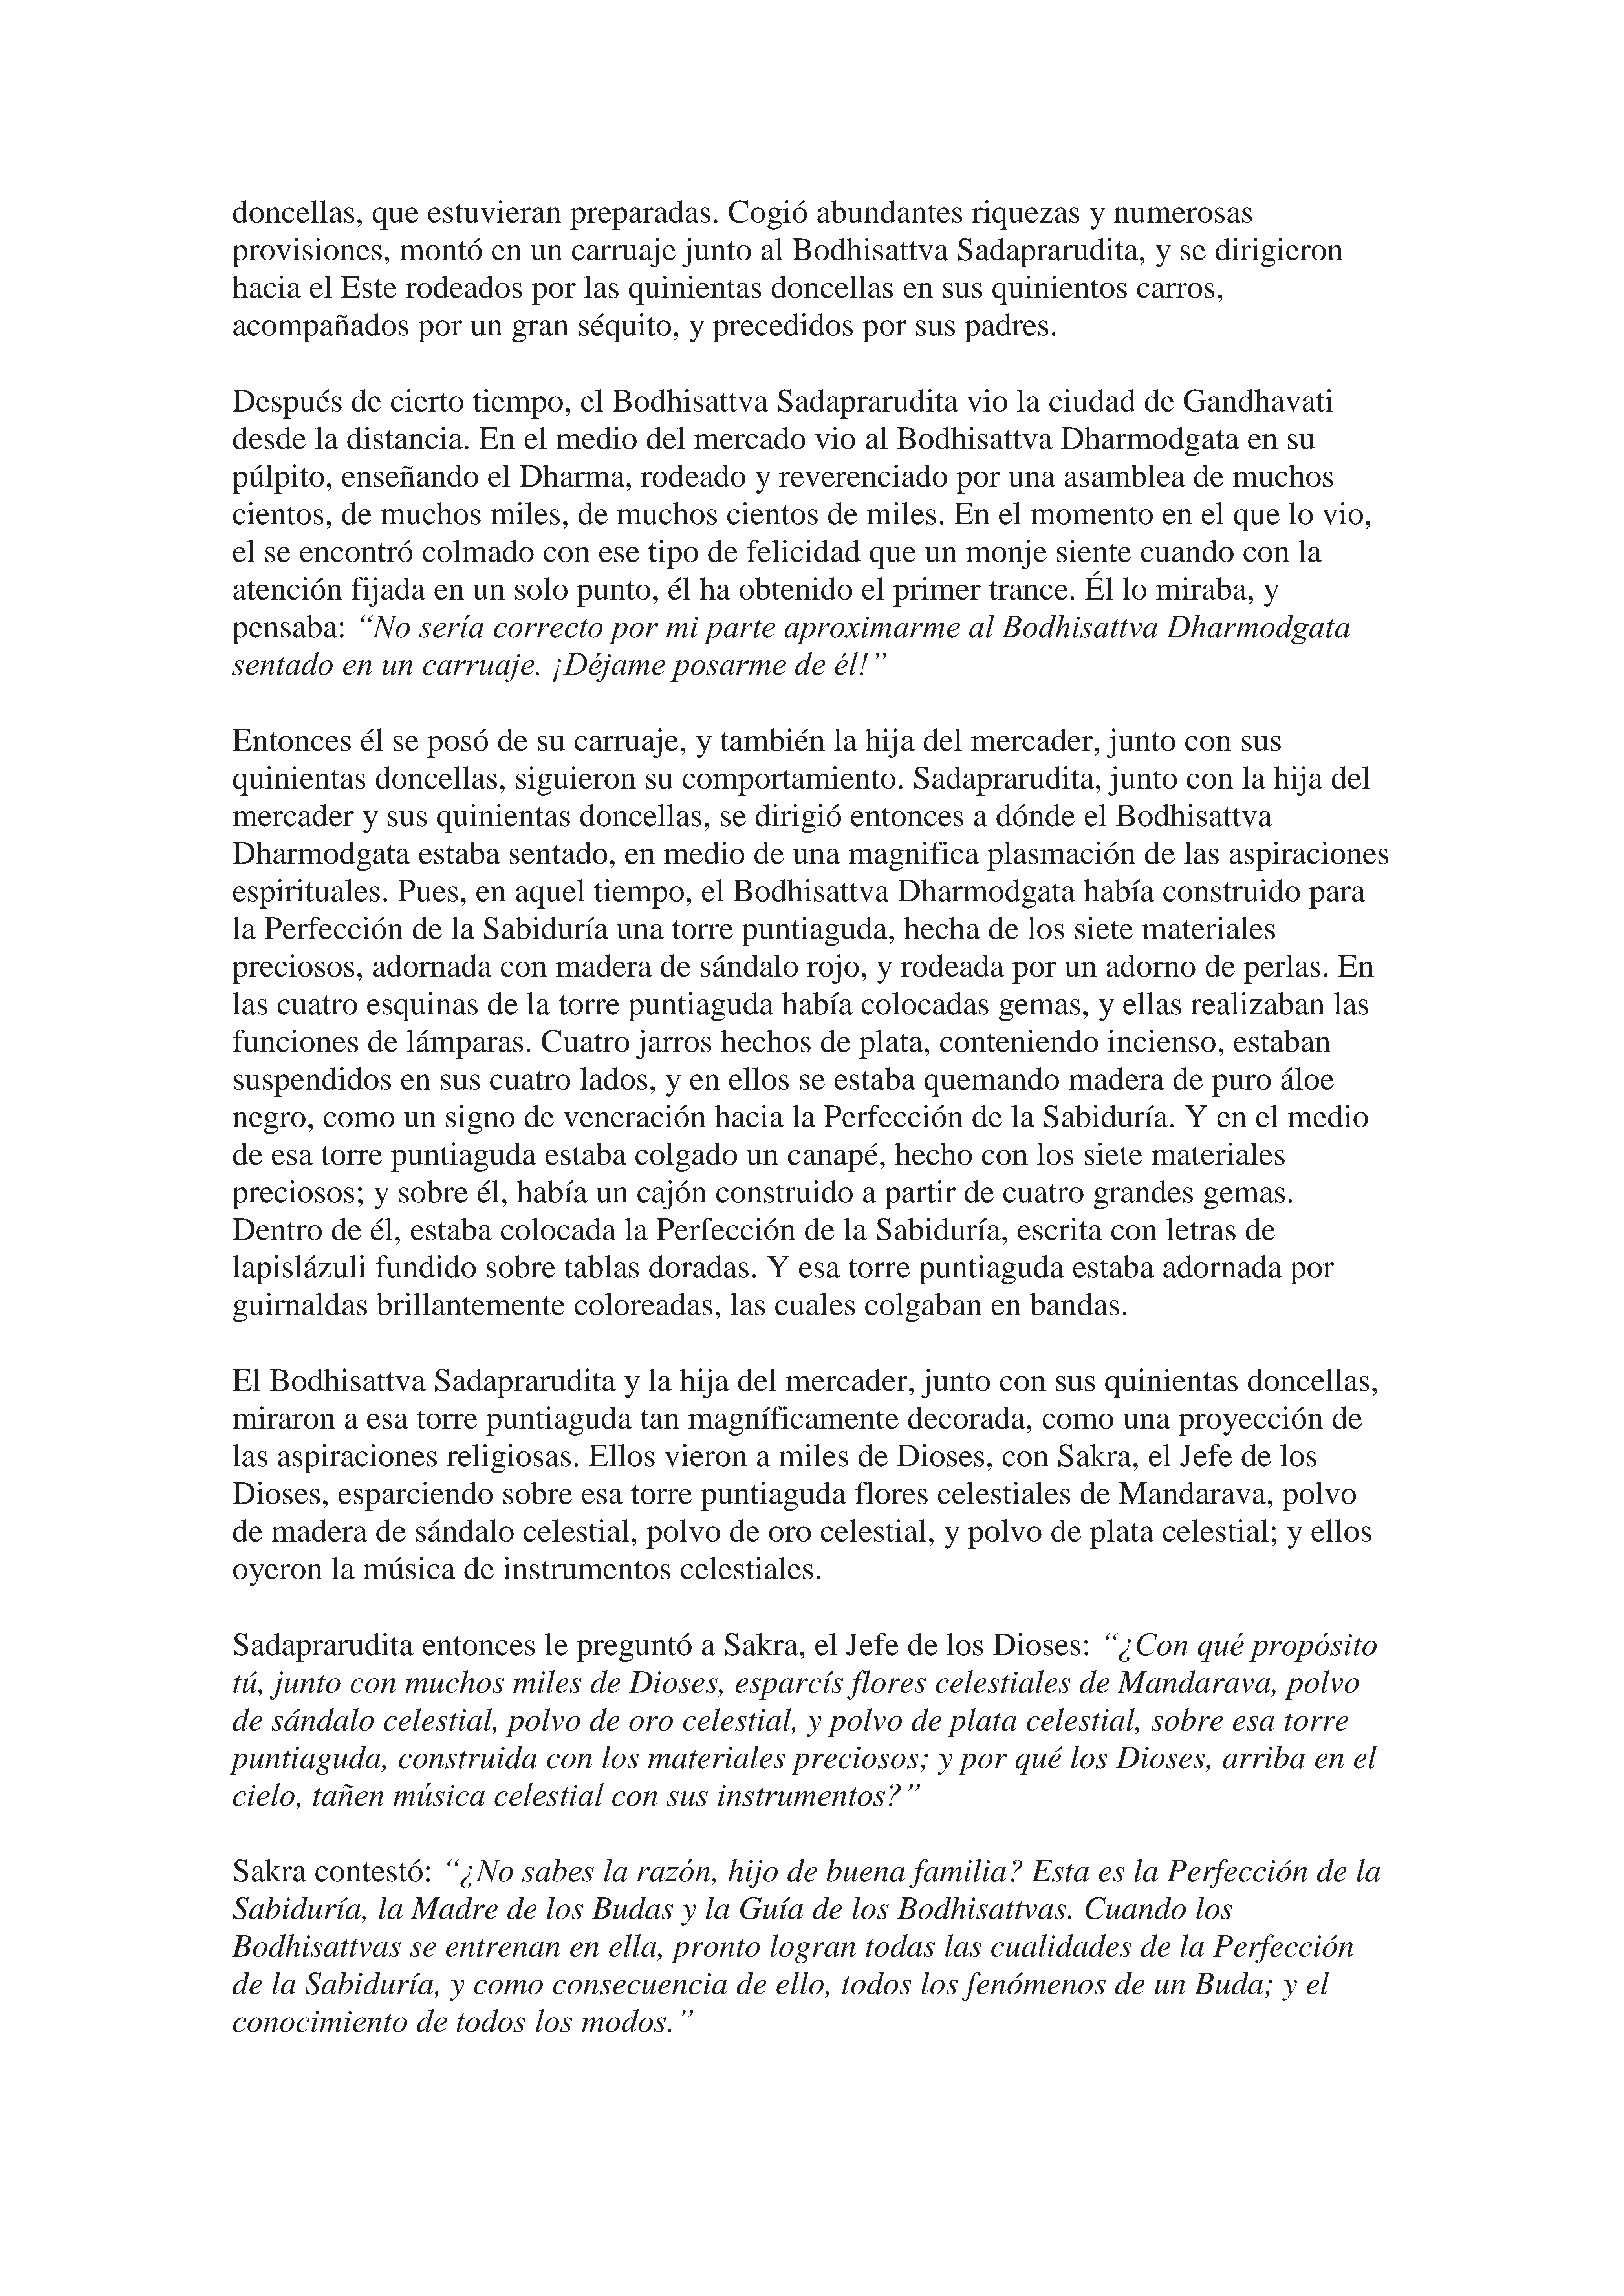 doncellas, que estuvieran preparadas. Cogió abundantes riquezas y numerosas
provisiones, montó en un carruaje junto al Bodhisattva Sadaprarudita, y se dirigieron
hacia el Este rodeados por las quinientas doncellas en sus quinientos carros,
acompañados por un gran séquito, y precedidos por sus padres.

Después de cierto tiempo, el Bodhisattva Sadaprarudita vio la ciudad de Gandhavati
desde la distancia. En el medio del mercado vio al Bodhisattva Dharmodgata en su
púlpito, enseñando el Dharma, rodeado y reverenciado por una asamblea de muchos
cientos, de muchos miles, de muchos cientos de miles. En el momento en el que lo vio,
el se encontró colmado con ese tipo de felicidad que un monje siente cuando con la
atención fijada en un solo punto, él ha obtenido el primer trance. Él lo miraba, y
pensaba: “No sería correcto por mi parte aproximarme al Bodhisattva Dharmodgata
sentado en un carruaje. ¡Déjame posarme de él!”

Entonces él se posó de su carruaje, y también la hija del mercader, junto con sus
quinientas doncellas, siguieron su comportamiento. Sadaprarudita, junto con la hija del
mercader y sus quinientas doncellas, se dirigió entonces a dónde el Bodhisattva
Dharmodgata estaba sentado, en medio de una magnifica plasmación de las aspiraciones
espirituales. Pues, en aquel tiempo, el Bodhisattva Dharmodgata había construido para
la Perfección de la Sabiduría una torre puntiaguda, hecha de los siete materiales
preciosos, adornada con madera de sándalo rojo, y rodeada por un adorno de perlas. En
las cuatro esquinas de la torre puntiaguda había colocadas gemas, y ellas realizaban las
funciones de lámparas. Cuatro jarros hechos de plata, conteniendo incienso, estaban
suspendidos en sus cuatro lados, y en ellos se estaba quemando madera de puro áloe
negro, como un signo de veneración hacia la Perfección de la Sabiduría. Y en el medio
de esa torre puntiaguda estaba colgado un canapé, hecho con los siete materiales
preciosos; y sobre él, había un cajón construido a partir de cuatro grandes gemas.
Dentro de él, estaba colocada la Perfección de la Sabiduría, escrita con letras de
lapislázuli fundido sobre tablas doradas. Y esa torre puntiaguda estaba adornada por
guirnaldas brillantemente coloreadas, las cuales colgaban en bandas.

El Bodhisattva Sadaprarudita y la hija del mercader, junto con sus quinientas doncellas,
miraron a esa torre puntiaguda tan magníficamente decorada, como una proyección de
las aspiraciones religiosas. Ellos vieron a miles de Dioses, con Sakra, el Jefe de los
Dioses, esparciendo sobre esa torre puntiaguda flores celestiales de Mandarava, polvo
de madera de sándalo celestial, polvo de oro celestial, y polvo de plata celestial; y ellos
oyeron la música de instrumentos celestiales.

Sadaprarudita entonces le preguntó a Sakra, el Jefe de los Dioses: “¿Con qué propósito
tú, junto con muchos miles de Dioses, esparcís flores celestiales de Mandarava, polvo
de sándalo celestial, polvo de oro celestial, y polvo de plata celestial, sobre esa torre
puntiaguda, construida con los materiales preciosos; y por qué los Dioses, arriba en el
cielo, tañen música celestial con sus instrumentos?”

Sakra contestó: “¿No sabes la razón, hijo de buena familia? Esta es la Perfección de la
Sabiduría, la Madre de los Budas y la Guía de los Bodhisattvas. Cuando los
Bodhisattvas se entrenan en ella, pronto logran todas las cualidades de la Perfección
de la Sabiduría, y como consecuencia de ello, todos los fenómenos de un Buda; y el
conocimiento de todos los modos.”